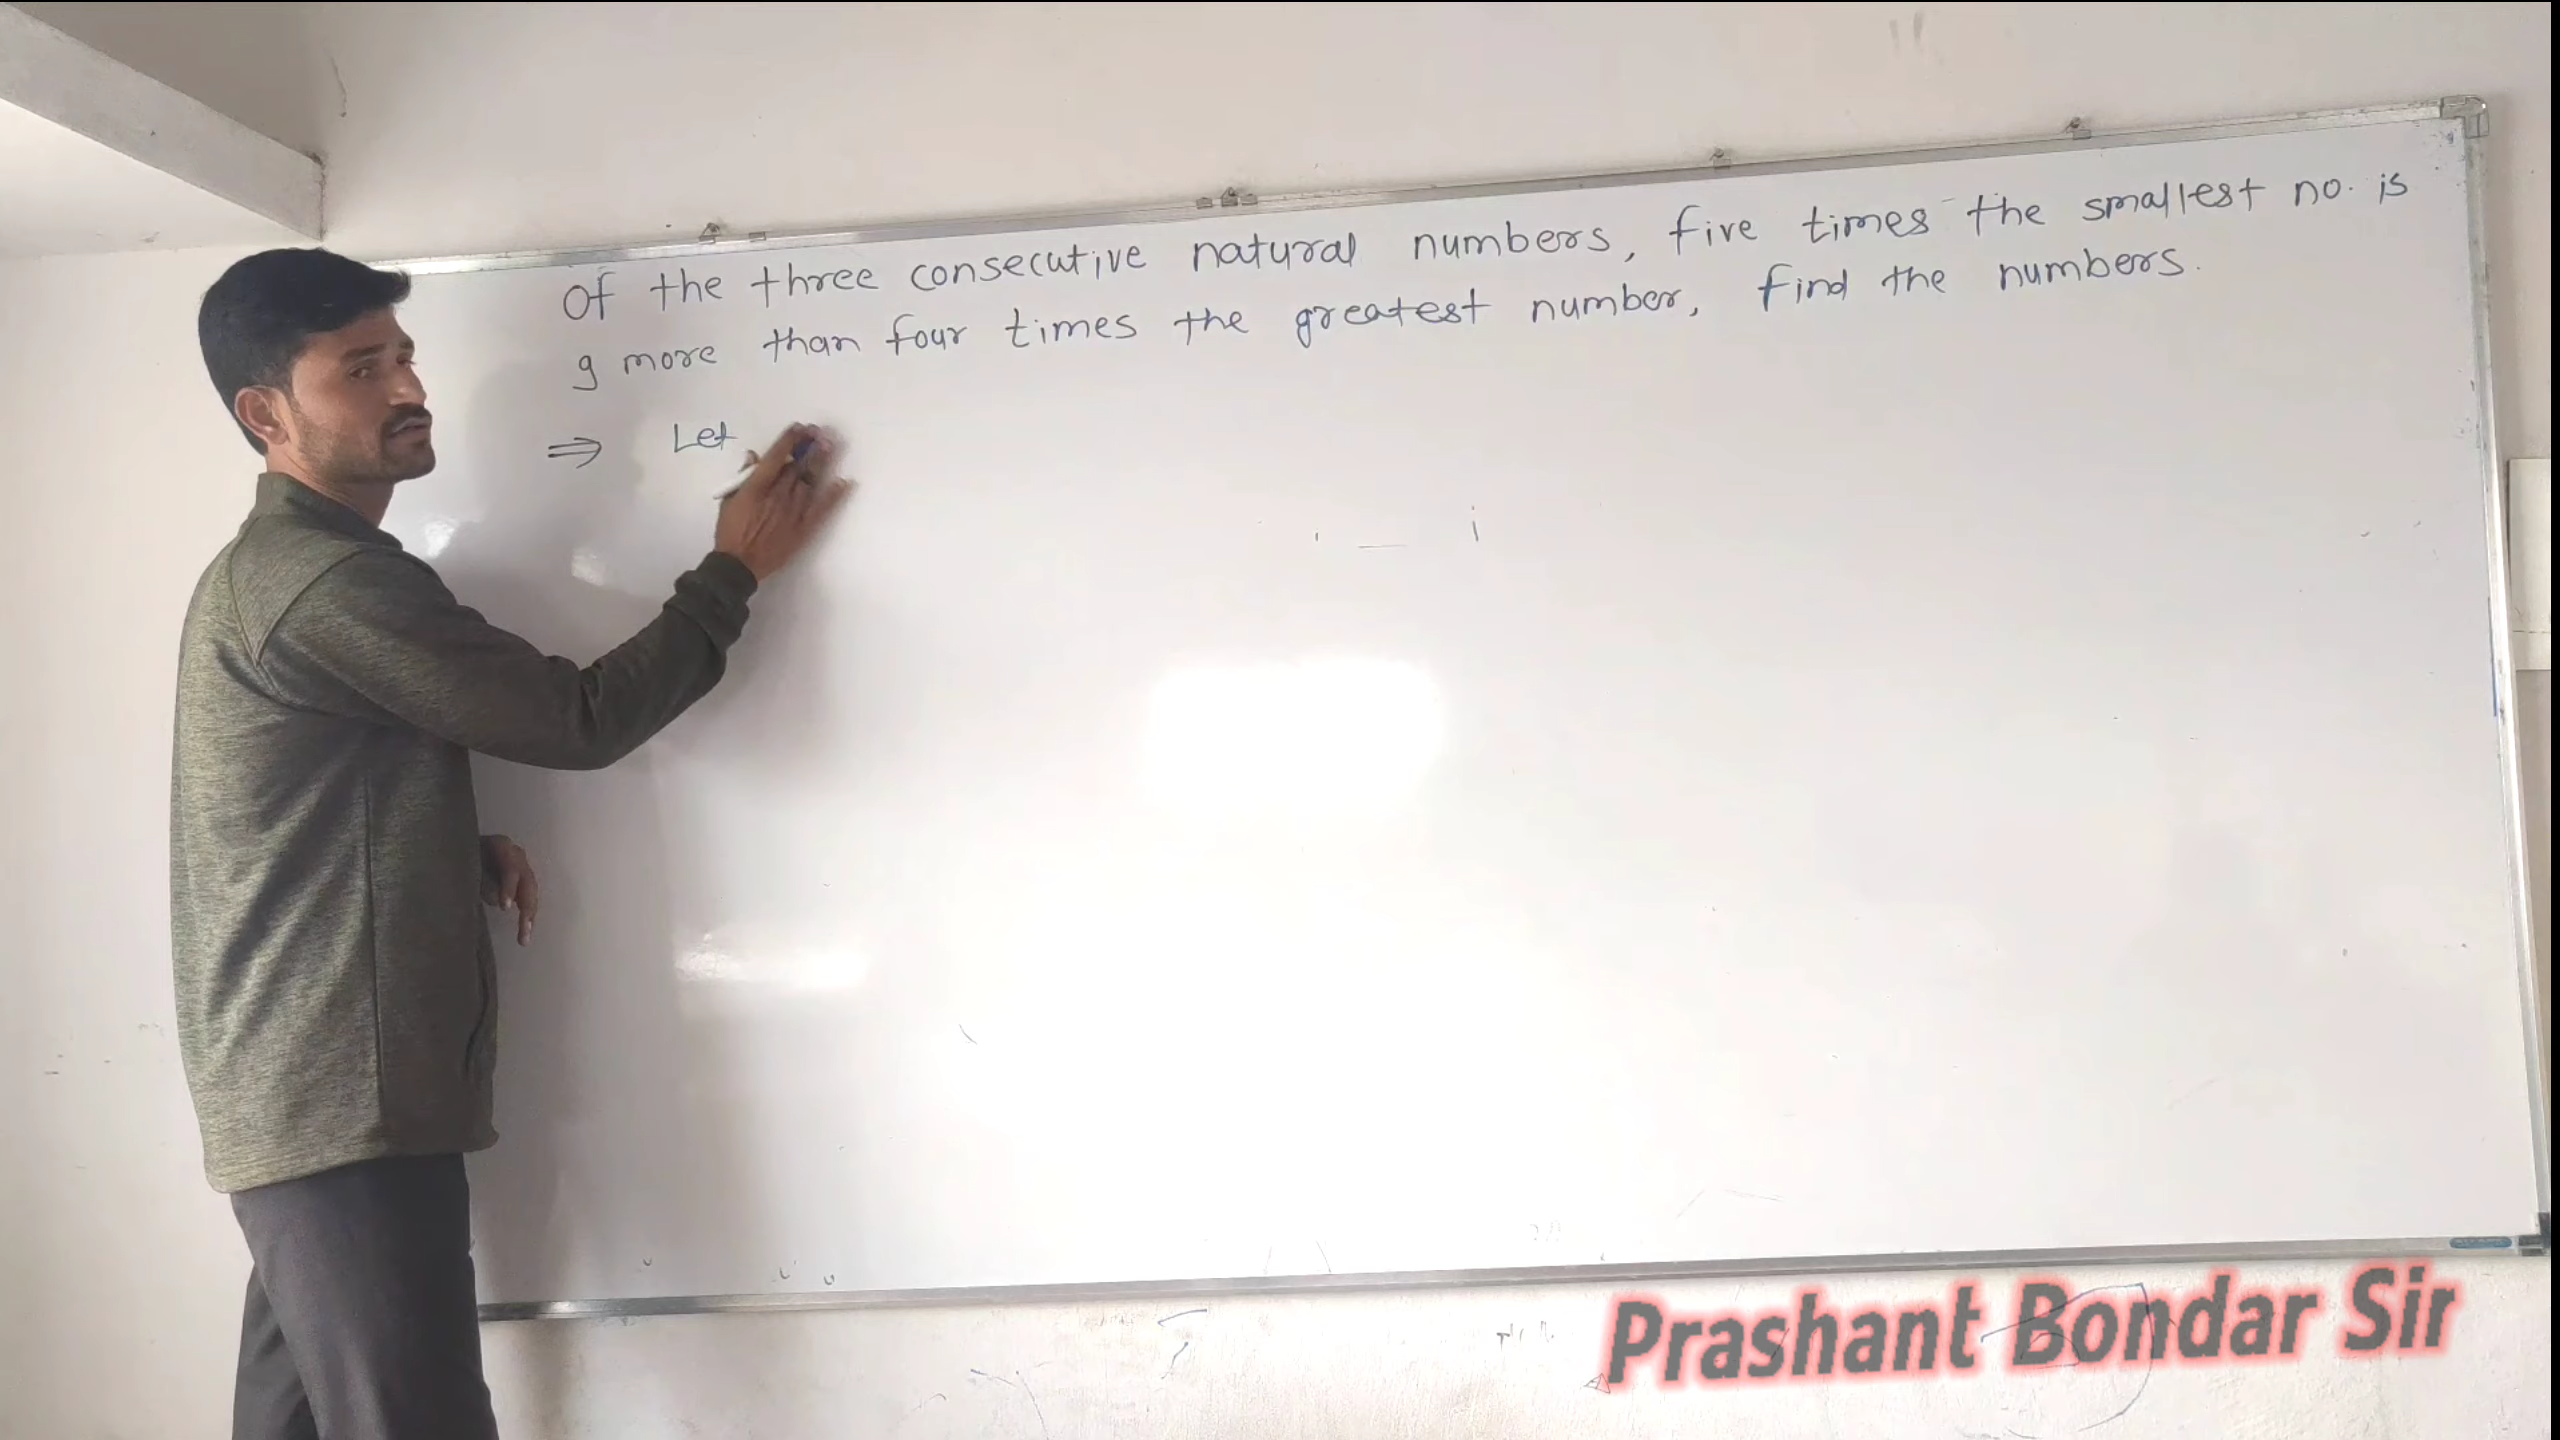 Of the three consecutive natural numbers, five times the smallest no. is
9 more than four times the greatest number, find the numbers.
⇒ Let
Prashant Bondar Sir